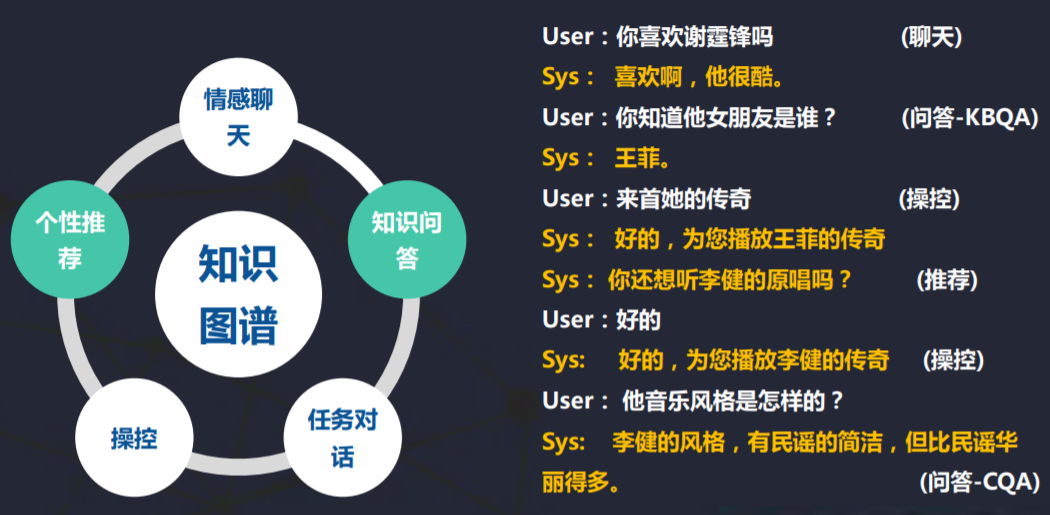 情感聊
天
个性推
荐
知识问
答
知识
图谱
操控
任务对
话
User：你喜欢谢霆锋吗 (聊天)
Sys： 喜欢啊，他很酷。
User：你知道他女朋友是谁？ (问答-KBQA)
Sys： 王菲。
User：来首她的传奇 (操控)
Sys： 好的，为您播放王菲的传奇
Sys： 你还想听李健的原唱吗？ (推荐)
User：好的
Sys: 好的，为您播放李健的传奇 (操控)
User： 他音乐风格是怎样的？
Sys: 李健的风格，有民谣的简洁，但比民谣华
丽得多。 (问答-CQA)